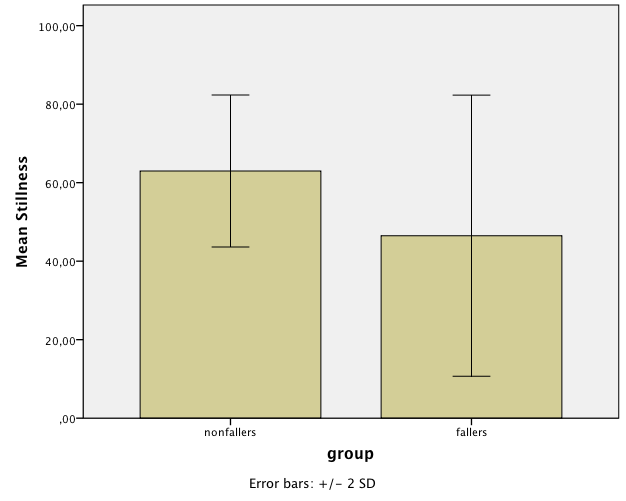 100,00
80,00
60,00
40,00
20,00
,00
Mean Stillness
nonfallers
fallers
group
Error bars: +/- 2 SD